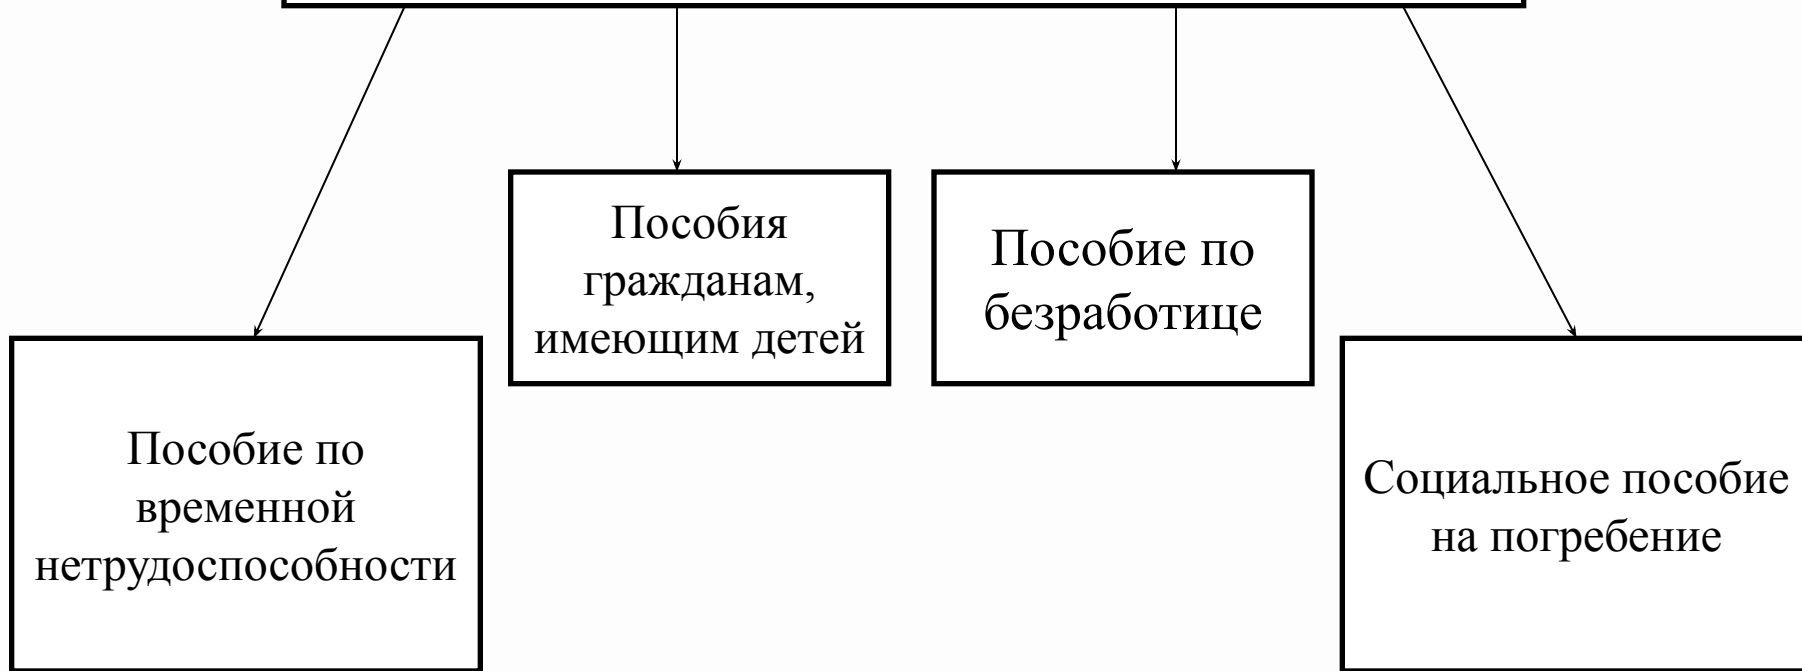 Пособия
гражданам,
имеющим детей
Пособие по
безработице
Пособие по
временной
нетрудоспособности
Социальное пособие
на погребение